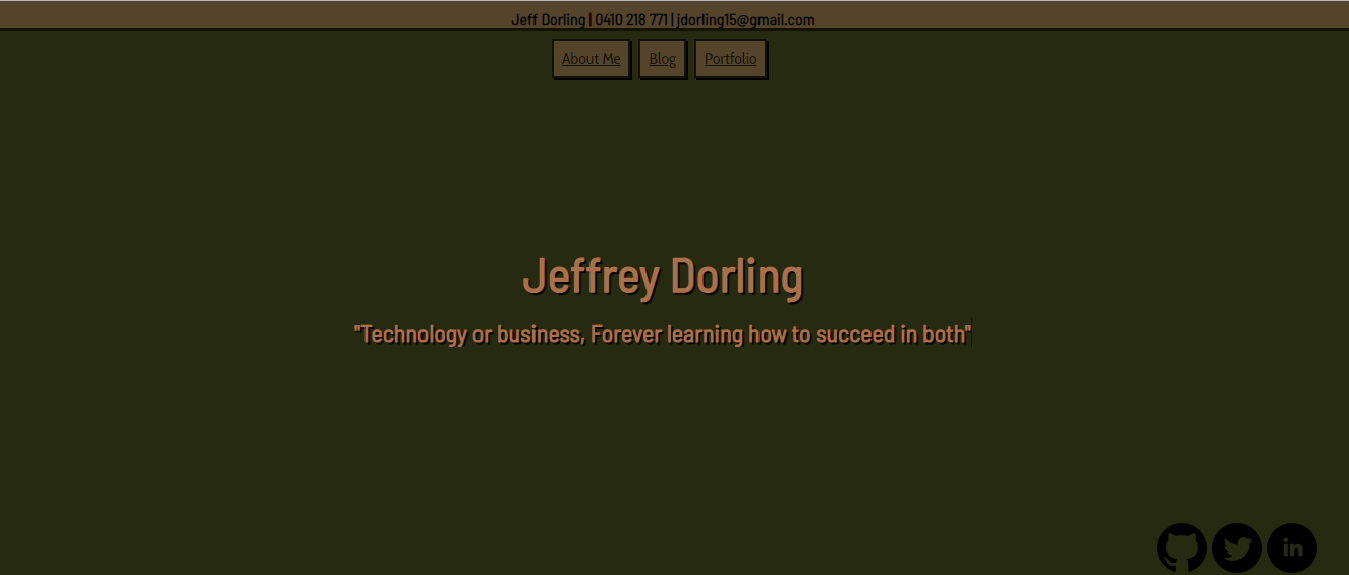 Jeff Dorling | 0410 218 771 | jdorling15@gmail.com
About Me Blog Portfolio
Jeffrey Dorling
"Technology or business, Forever learning how to succeed in both"
in